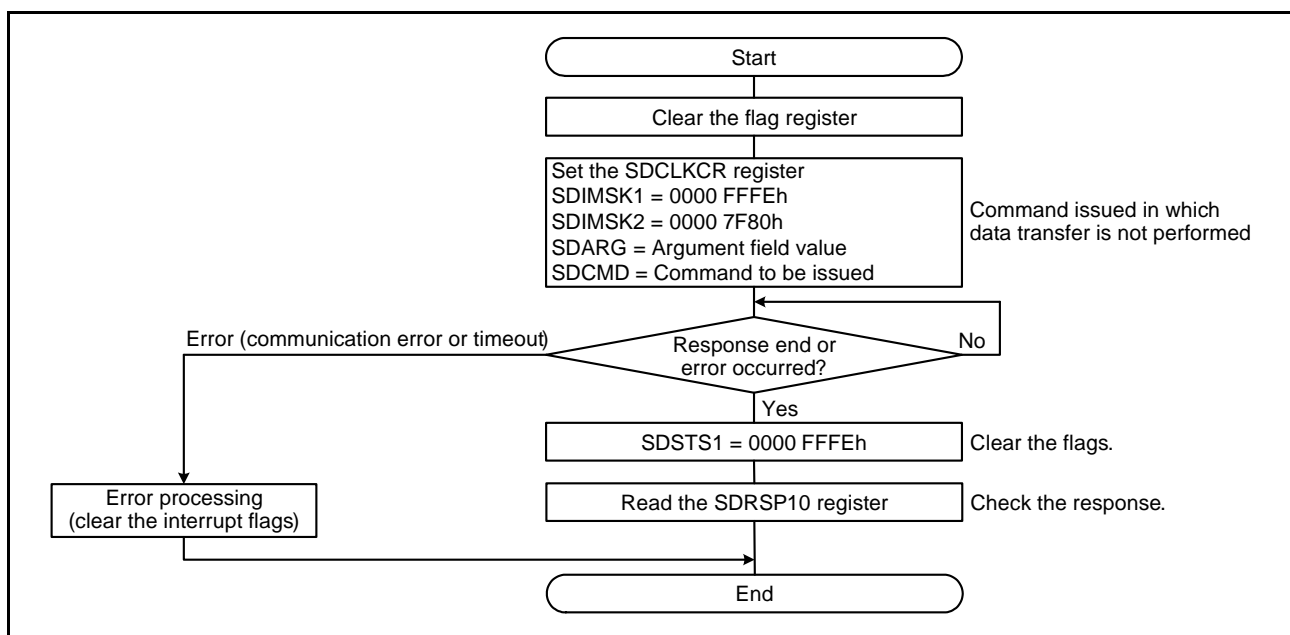 Start
Clear the flag register
Set the SDCLKCR register
SDIMSK1 = 0000 FFFEh
SDIMSK2 = 0000 7F80h
SDARG = Argument field value
SDCMD = Command to be issued
Command issued in which
data transfer is not performed
Error (communication error or timeout)
Response end or
error occurred?
No
Yes
SDSTS1 = 0000 FFFEh
Clear the flags.
Error processing
(clear the interrupt flags)
Read the SDRSP10 register
Check the response.
End